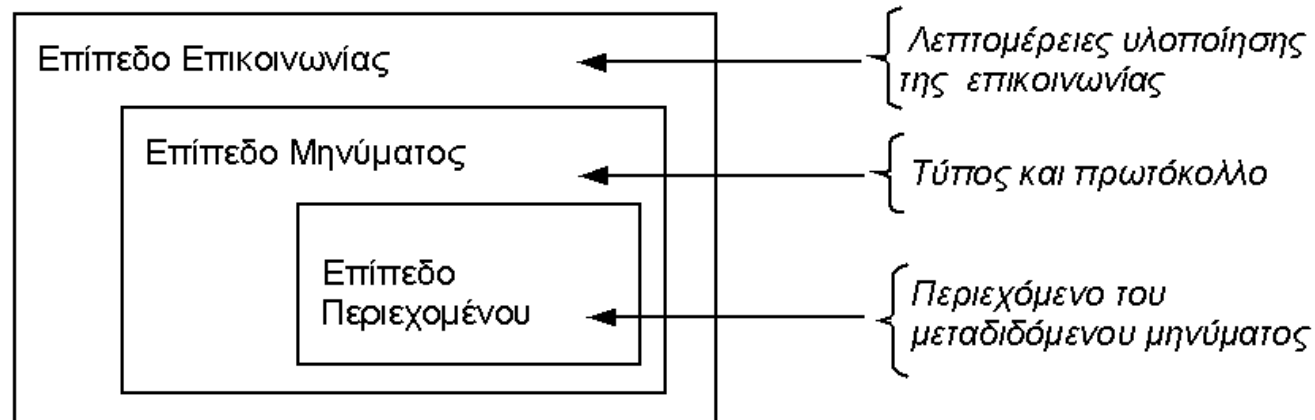 Επίπεδο Επικοινωνίας
Λεπτομέρειες υλοποίησης
της επικοινωνίας
Επίπεδο Μηνύματος
Τύπος και πρωτόκολλο
Επίπεδο
Περιεχομένου
Περιεχόμενο του
μεταδιδόμενου μηνύματος